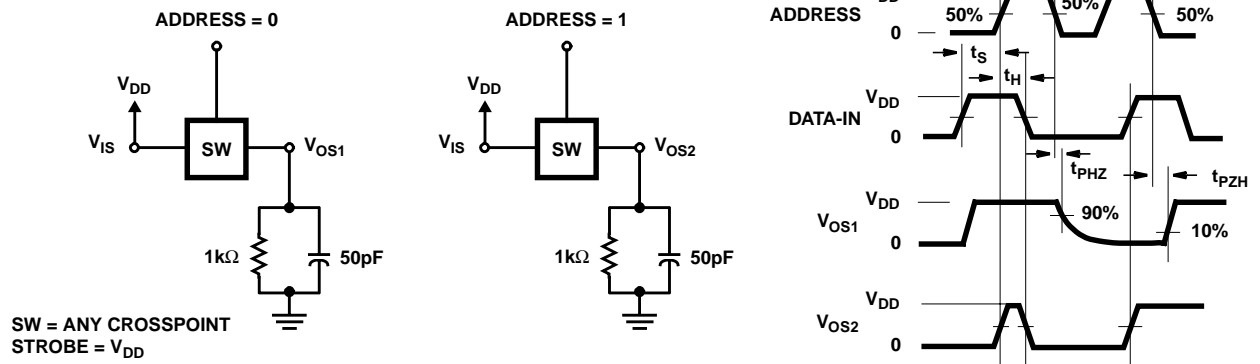 ADDRESS = 0
V_DD
V_IS
SW
V_OS1
1kΩ
50pF
SW = ANY CROSSPOINT
STROBE = V_DD
ADDRESS = 1
V_DD
V_IS
SW
V_OS2
1kΩ
50pF
ADDRESS
50%
50%
50%
0
t_S
t_H
DATA-IN
V_DD
0
t_PHZ
t_PZH
V_OS1
V_DD
90%
10%
0
V_OS2
V_DD
0